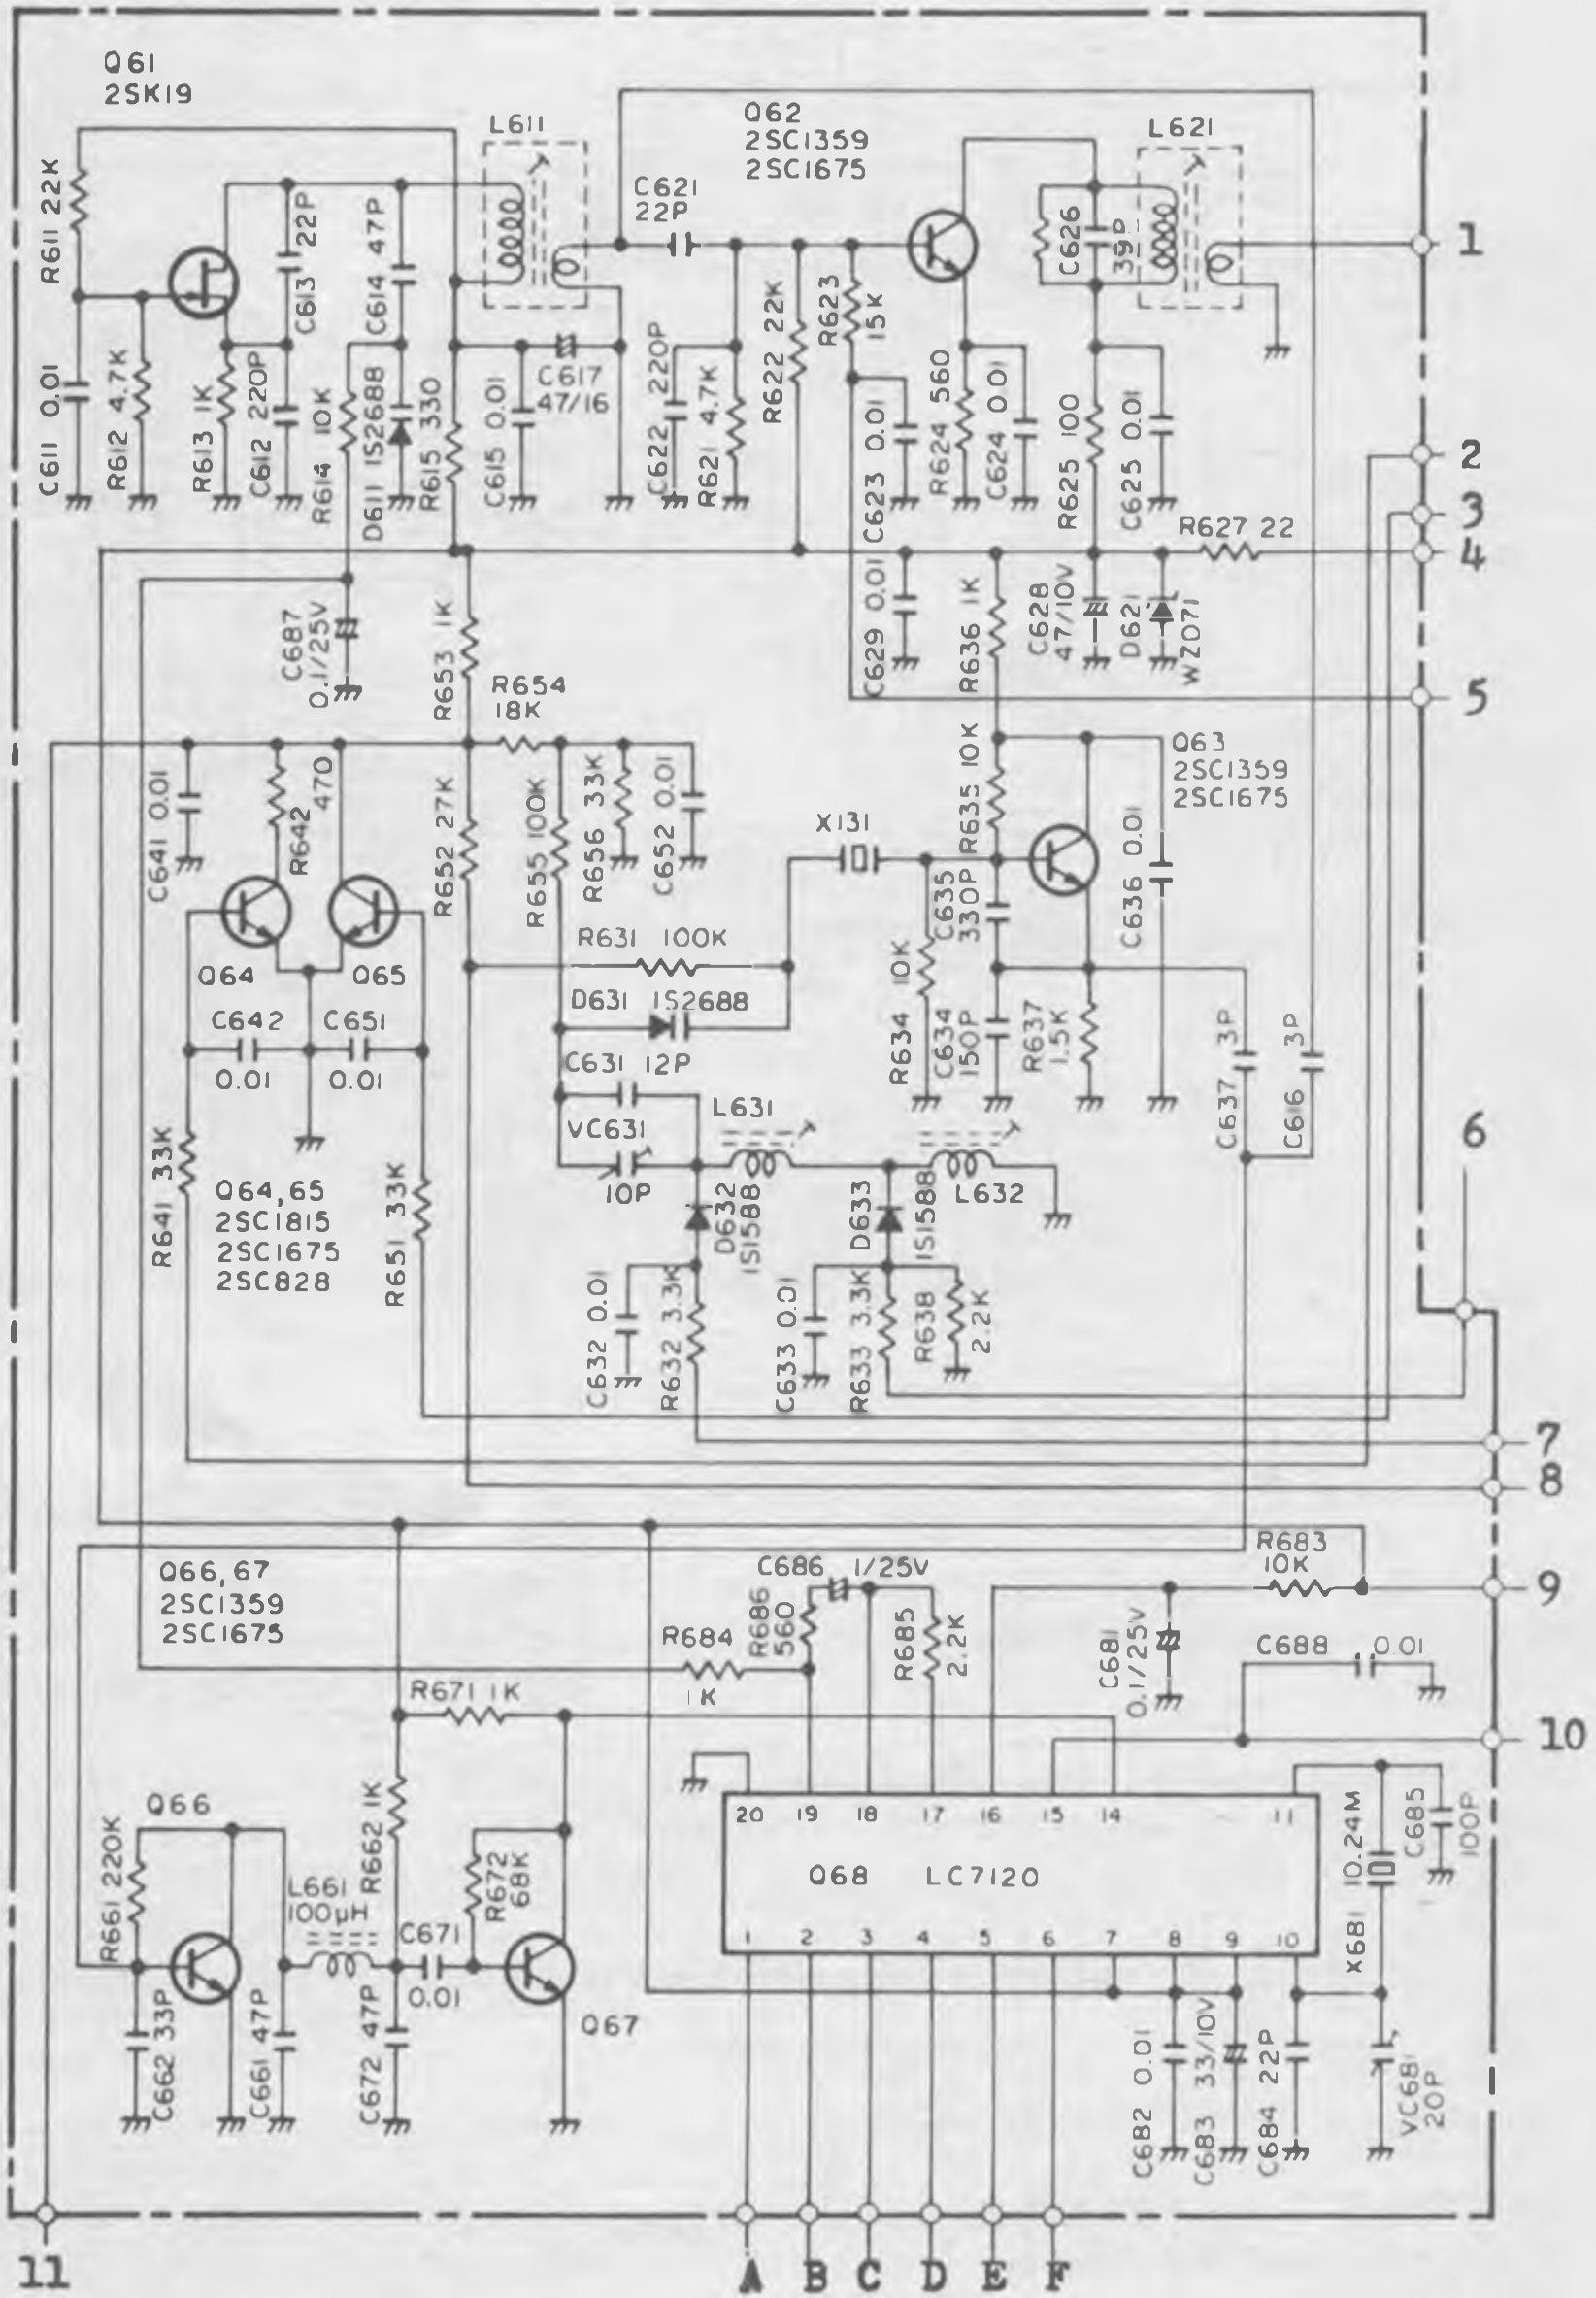 Q61
2SK19
L611
Q62
2SC1359
2SC1675
L621
C621
22P
R611 22K
C613 22P
C614 47P
C626
39P
1
C611 0.01
R612 4.7K
R613 1K
C612 220P
R614 10K
D611 1S2688
R615 330
C615 0.01
C617
47/16
C622 220P
R621 4.7K
R622 22K
R623
15K
C623 0.01
R624 560
C624 0.01
R625 100
C625 0.01
2
3
R627 22
4
C687
0.1/25V
R653 1K
C629 0.01
R636 1K
C628
47/10V
D621
WZ071
R654
18K
5
C641 0.01
R642
470
R652 27K
R655 100K
R656 33K
C652 0.01
X131
R635 10K
Q63
2SC1359
2SC1675
C636 0.01
C635
330P
Q64
Q65
R631 100K
D631 1S2688
R634 10K
C634
150P
R637
1.5K
C642
0.01
C651
0.01
C631 12P
VC631
10P
L631
L632
C637 3P
C616 3P
6
R641 33K
Q64,65
2SC1815
2SC1675
2SC828
R651 33K
D632
1S1588
D633
1S1588
C632 0.01
R632 3.3K
C633 0.01
R633 3.3K
R638
2.2K
7
8
Q66,67
2SC1359
2SC1675
C686 1/25V
R683
10K
9
R684
1K
R686
560
R685
2.2K
C681
0.1/25V
C688 0.01
R671 1K
10
Q66
R661 220K
R662 1K
L661
100μH
R672
68K
C671
0.01
Q67
C662 33P
C661 47P
C672 47P
20 19 18 17 16 15 14 11
Q68 LC7120
1 2 3 4 5 6 7 8 9 10
X681 10.24M
C685
100P
C682 0.01
C683 33/10V
C684 22P
VC681
20P
11
A B C D E F